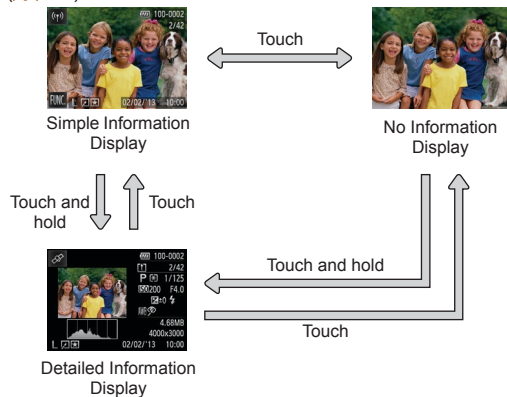 100-0002
2/42
Touch
FUNC.
L
02/02/'13 10:00
Simple Information
Display
No Information
Display
Touch and
hold
Touch
100-0002
2/42
P 1/125
ISO200 F4.0
±0
4.68MB
4000x3000
L 02/02/'13 10:00
Touch and hold
Touch
Detailed Information
Display